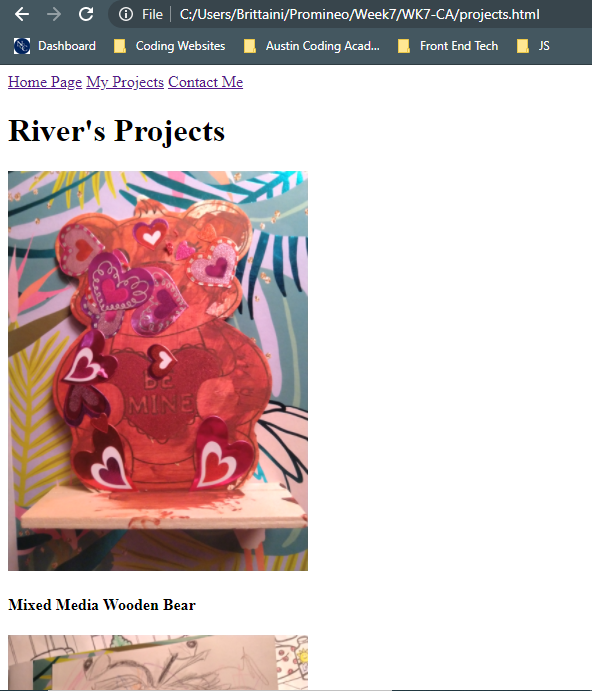 File | C:/Users/Brittaini/Promineo/Week7/WK7-CA/projects.html
Dashboard Coding Websites Austin Coding Acad... Front End Tech JS
Home Page My Projects Contact Me
River's Projects
BE
MINE
Mixed Media Wooden Bear